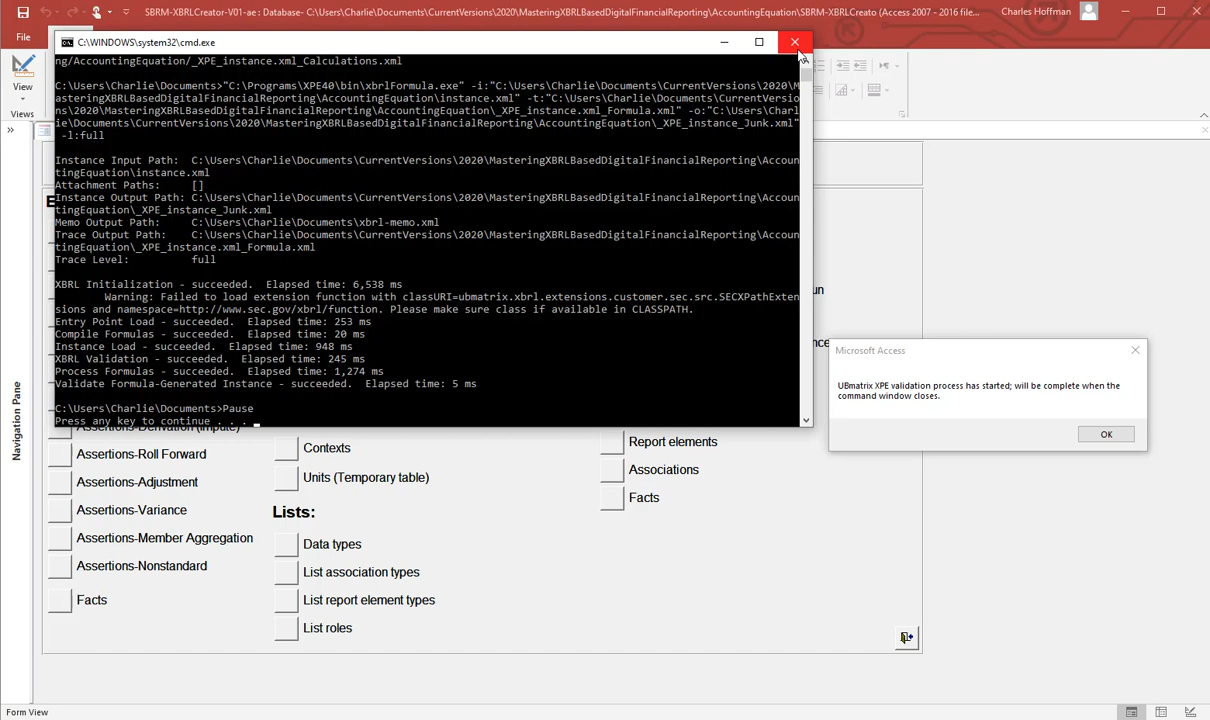 SBRM-XBRLCreator-V01-ae : Database- C:\Users\Charlie\Documents\CurrentVersions\2020\MasteringXBRLBasedDigitalFinancialReporting\AccountingEquation\SBRM-XBRLCreato (Access 2007 - 2016 file...
Charles Hoffman
File
C:\WINDOWS\system32\cmd.exe
View
Views
ng/AccountingEquation/_XPE_instance.xml_Calculations.xml
C:\Users\Charlie\Documents>"C:\Programs\XPE40\bin\xbrlFormula.exe" -i:"C:\Users\Charlie\Documents\CurrentVersions\2020\M
asteringXBRLBasedDigitalFinancialReporting\AccountingEquation\instance.xml" -t:"C:\Users\Charlie\Documents\CurrentVersio
ns\2020\MasteringXBRLBasedDigitalFinancialReporting\AccountingEquation\_XPE_instance.xml_Formula.xml" -o:"C:\Users\Char
lie\Documents\CurrentVersions\2020\MasteringXBRLBasedDigitalFinancialReporting\AccountingEquation\_XPE_instance_Junk.xml"
-l:full
Instance Input Path: C:\Users\Charlie\Documents\CurrentVersions\2020\MasteringXBRLBasedDigitalFinancialReporting\Accoun
tingEquation\instance.xml
Attachment Paths: []
Instance Output Path: C:\Users\Charlie\Documents\CurrentVersions\2020\MasteringXBRLBasedDigitalFinancialReporting\Accoun
tingEquation\_XPE_instance_Junk.xml
Memo Output Path: C:\Users\Charlie\Documents\xbrl-memo.xml
Trace Output Path: C:\Users\Charlie\Documents\CurrentVersions\2020\MasteringXBRLBasedDigitalFinancialReporting\Accoun
tingEquation\_XPE_instance.xml_Formula.xml
Trace Level: full
XBRL Initialization - succeeded. Elapsed time: 6,538 ms
Warning: Failed to load extension function with classURI=ubmatrix.xbrl.extensions.customer.sec.src.SECXPathExten
sions and namespace=http://www.sec.gov/xbrl/function. Please make sure class if available in CLASSPATH.
Entry Point Load - succeeded. Elapsed time: 253 ms
Compile Formulas - succeeded. Elapsed time: 20 ms
Instance Load - succeeded. Elapsed time: 948 ms
XBRL Validation - succeeded. Elapsed time: 245 ms
Process Formulas - succeeded. Elapsed time: 1,274 ms
Validate Formula-Generated Instance - succeeded. Elapsed time: 5 ms
C:\Users\Charlie\Documents>Pause
Press any key to continue . . .
Microsoft Access
UBmatrix XPE validation process has started; will be complete when the
command window closes.
OK
Navigation Pane
Assertions-Derivation (Impute)
Assertions-Roll Forward
Assertions-Adjustment
Assertions-Variance
Assertions-Member Aggregation
Assertions-Nonstandard
Facts
Contexts
Units (Temporary table)
Lists:
Data types
List association types
List report element types
List roles
Report elements
Associations
Facts
Form View